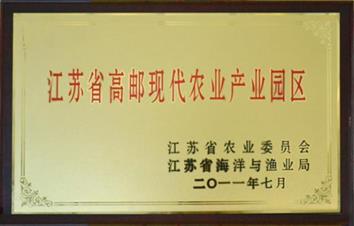 江苏省高邮现代农业产业园区
江苏省农业委员会
江苏省海洋与渔业局
二〇一一年七月